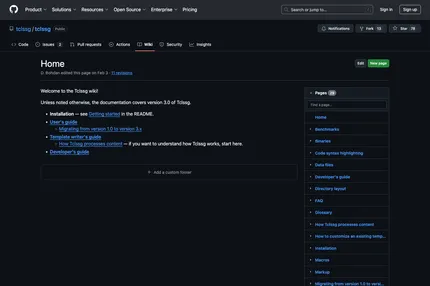 Product Solutions Resources Open Source Enterprise Pricing
Search or jump to...
Sign in
Sign up
tclssg / tclssg Public
Notifications
Fork 13
Star
Code
Issues 2
Pull requests
Actions
Wiki
Security
Insights
Home
Edit
New page
edited this page on Feb 3 · 11 revisions
Welcome to the Tclssg wiki!
Unless noted otherwise, the documentation covers version 3.0 of Tclssg.
Installation — see Getting started in the README.
User's guide
Migrating from version 1.0 to version 3.x
Template writer's guide
How Tclssg processes content — if you want to understand how Tclssg works, start here.
Developer's guide
+ Add a custom footer
Pages
Find a page...
Home
Benchmarks
Binaries
Code syntax highlighting
Data files
Developer's guide
Directory layout
FAQ
Glossary
How Tclssg processes content
How to customize an existing temp...
Installation
Macros
Markup
Migrating from version 1.0 to vers...